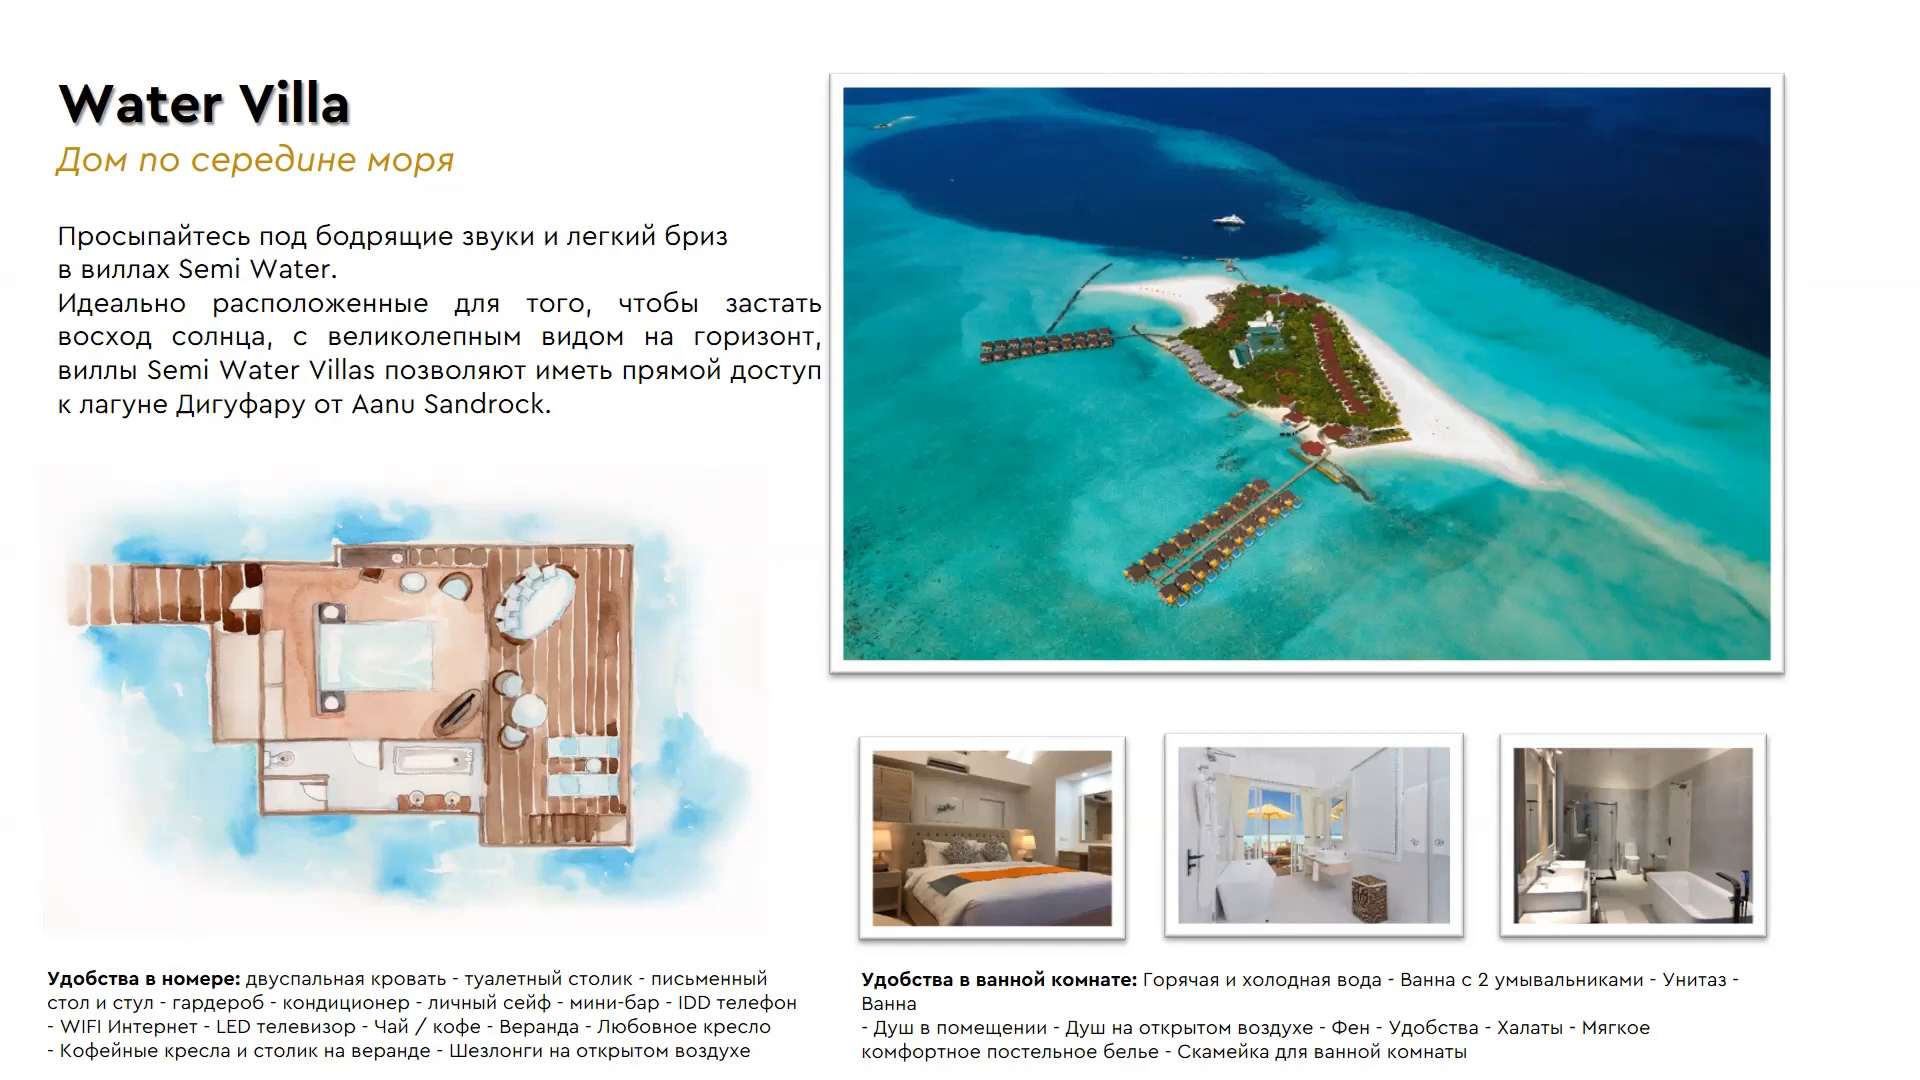 Water Villa
Дом по середине моря
Просыпайтесь под бодрящие звуки и легкий бриз
в виллах Semi Water.
Идеально расположенные для того, чтобы застать
восход солнца, с великолепным видом на горизонт,
виллы Semi Water Villas позволяют иметь прямой доступ
к лагуне Дигуфару от Aanu Sandrock.
Удобства в номере: двуспальная кровать - туалетный столик - письменный
стол и стул - гардероб - кондиционер - личный сейф - мини-бар - IDD телефон
- WIFI Интернет - LED телевизор - Чай / кофе - Веранда - Любовное кресло
- Кофейные кресла и столик на веранде - Шезлонги на открытом воздухе
Удобства в ванной комнате: Горячая и холодная вода - Ванна с 2 умывальниками - Унитаз -
Ванна
- Душ в помещении - Душ на открытом воздухе - Фен - Удобства - Халаты - Мягкое
комфортное постельное белье - Скамейка для ванной комнаты